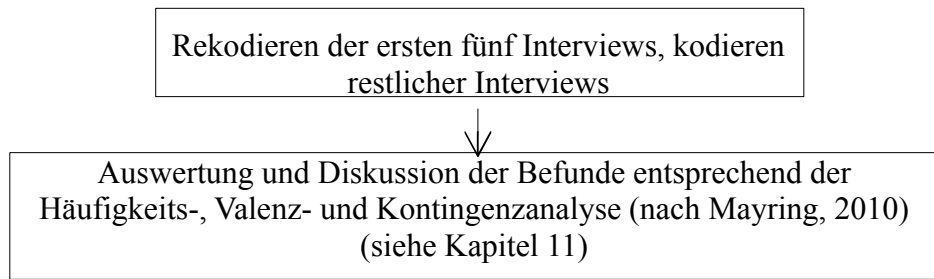 Rekodieren der ersten fünf Interviews, kodieren
restlicher Interviews
Auswertung und Diskussion der Befunde entsprechend der
Häufigkeits-, Valenz- und Kontingenzanalyse (nach Mayring, 2010)
(siehe Kapitel 11)